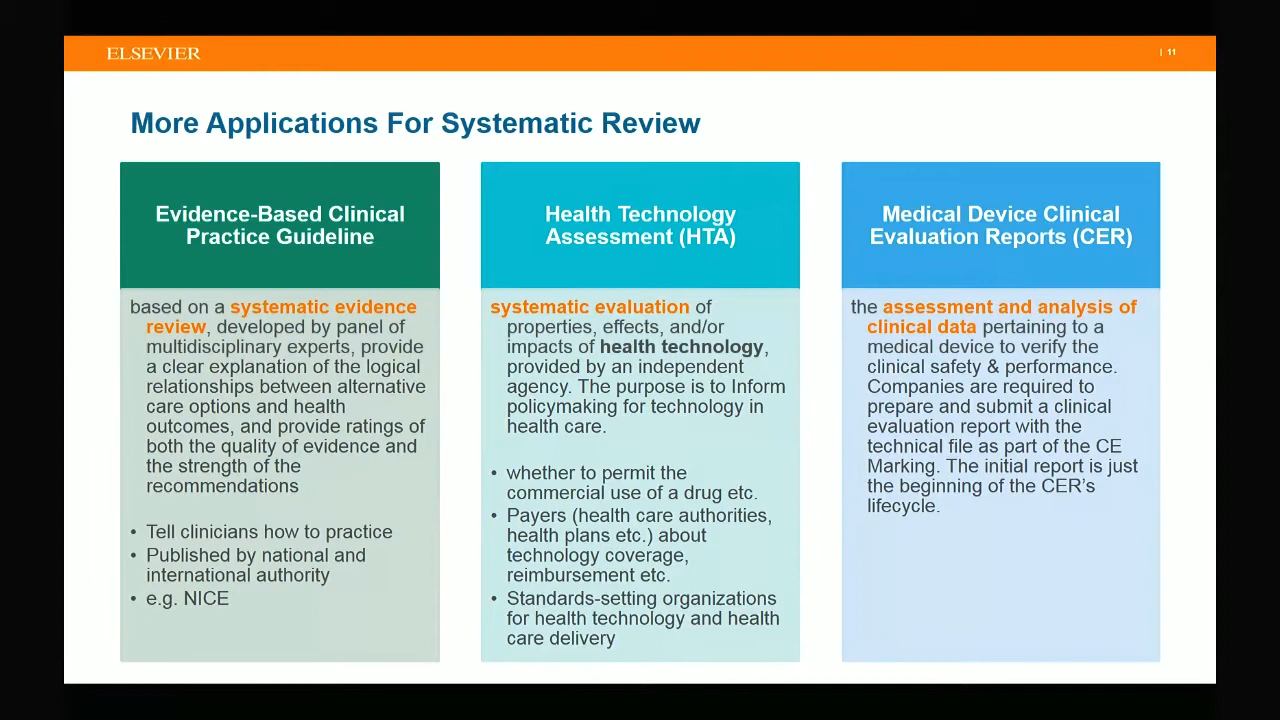 ELSEVIER
| 11
More Applications For Systematic Review
Evidence-Based Clinical
Practice Guideline
based on a systematic evidence
review, developed by panel of
multidisciplinary experts, provide
a clear explanation of the logical
relationships between alternative
care options and health
outcomes, and provide ratings of
both the quality of evidence and
the strength of the
recommendations
• Tell clinicians how to practice
• Published by national and
international authority
• e.g. NICE
Health Technology
Assessment (HTA)
systematic evaluation of
properties, effects, and/or
impacts of health technology,
provided by an independent
agency. The purpose is to Inform
policymaking for technology in
health care.
• whether to permit the
commercial use of a drug etc.
• Payers (health care authorities,
health plans etc.) about
technology coverage,
reimbursement etc.
• Standards-setting organizations
for health technology and health
care delivery
Medical Device Clinical
Evaluation Reports (CER)
the assessment and analysis of
clinical data pertaining to a
medical device to verify the
clinical safety & performance.
Companies are required to
prepare and submit a clinical
evaluation report with the
technical file as part of the CE
Marking. The initial report is just
the beginning of the CER's
lifecycle.